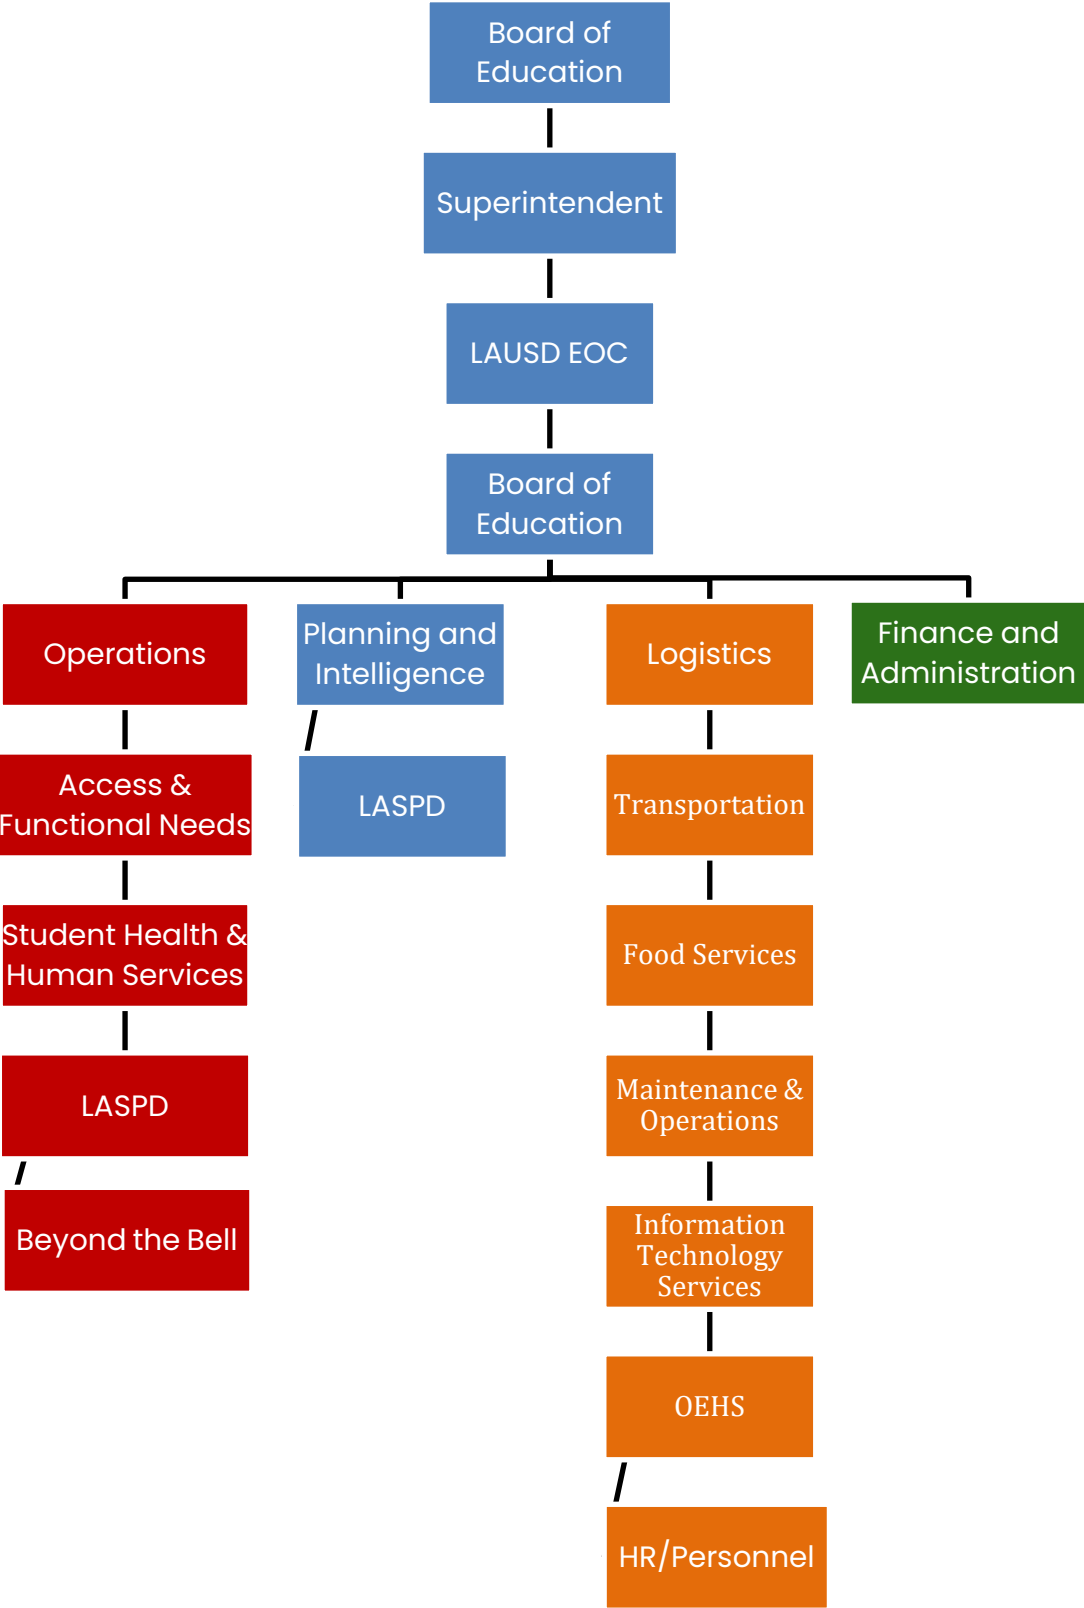 Board of
Education
Superintendent
LAUSD EOC
Board of
Education
Operations
Planning and
Intelligence
Logistics
Finance and
Administration
Access &
Functional Needs
LASPD
Transportation
Student Health &
Human Services
Food Services
LASPD
Maintenance &
Operations
Beyond the Bell
Information
Technology
Services
OEHS
HR/Personnel